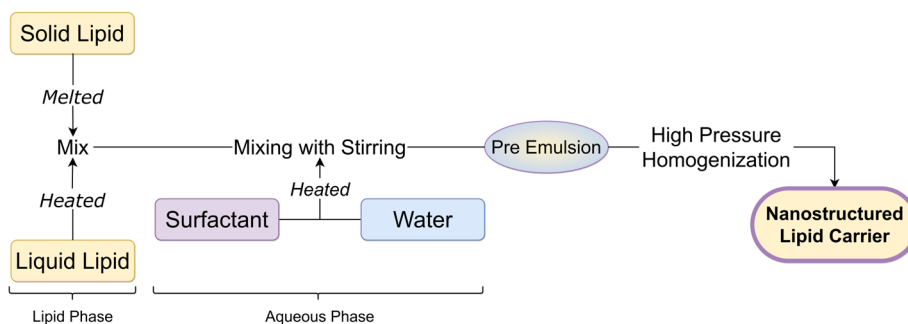 Solid Lipid
Melted
Mix
Heated
Liquid Lipid
Lipid Phase
Mixing with Stirring
Heated
Surfactant
Water
Aqueous Phase
Pre Emulsion
High Pressure
Homogenization
Nanostructured
Lipid Carrier